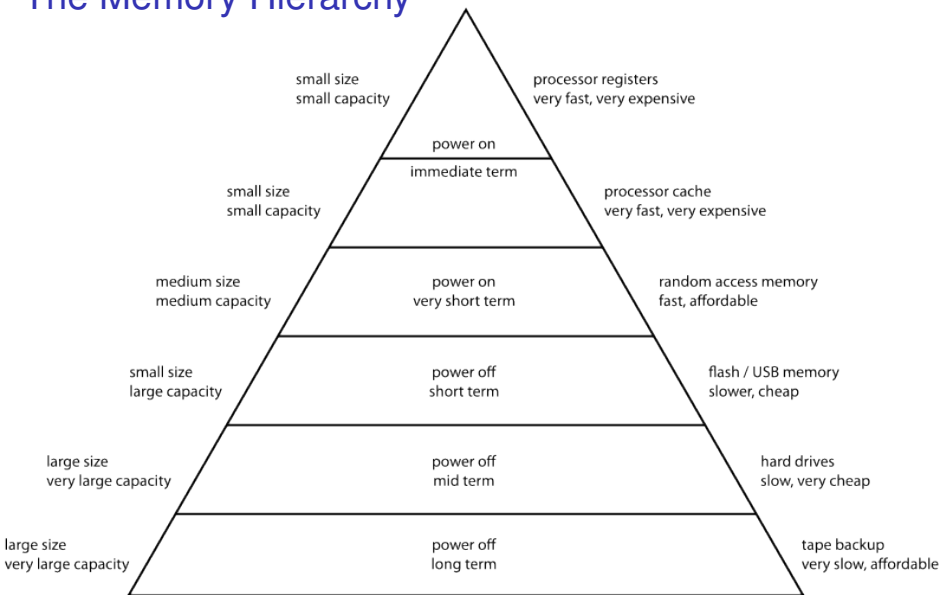 The Memory Hierarchy
small size
small capacity
processor registers
very fast, very expensive
power on
immediate term
small size
small capacity
processor cache
very fast, very expensive
medium size
medium capacity
power on
very short term
random access memory
fast, affordable
small size
large capacity
power off
short term
flash / USB memory
slower, cheap
large size
very large capacity
power off
mid term
hard drives
slow, very cheap
large size
very large capacity
power off
long term
tape backup
very slow, affordable